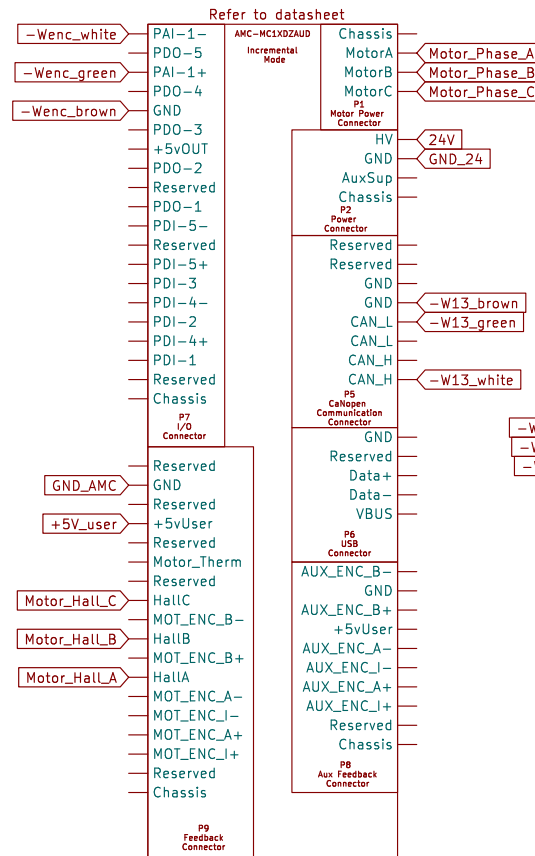 Refer to datasheet
AMC-MC1XDZAUD
Incremental
Mode
-Wenc_white PAI-1-
PDO-5
-Wenc_green PAI-1+
PDO-4
-Wenc_brown GND
PDO-3
+5vOUT
PDO-2
Reserved
PDO-1
PDI-5-
Reserved
PDI-5+
PDI-3
PDI-4-
PDI-2
PDI-4+
PDI-1
Reserved
Chassis
P7
I/O
Connector
Reserved
GND_AMC GND
Reserved
+5V_user +5vUser
Reserved
Motor_Therm
Reserved
Motor_Hall_C HallC
MOT_ENC_B-
Motor_Hall_B HallB
MOT_ENC_B+
Motor_Hall_A HallA
MOT_ENC_A-
MOT_ENC_I-
MOT_ENC_A+
MOT_ENC_I+
Reserved
Chassis
P9
Feedback
Connector
Chassis
MotorA Motor_Phase_A
MotorB Motor_Phase_B
MotorC Motor_Phase_C
P1
Motor Power
Connector
HV 24V
GND GND_24
AuxSup
Chassis
P2
Power
Connector
Reserved
Reserved
GND
GND -W13_brown
CAN_L -W13_green
CAN_L
CAN_H
CAN_H -W13_white
P5
CaNopen
Communication
Connector
GND
Reserved
Data+
Data-
VBUS
P6
USB
Connector
AUX_ENC_B-
GND
AUX_ENC_B+
+5vUser
AUX_ENC_A-
AUX_ENC_I-
AUX_ENC_A+
AUX_ENC_I+
Reserved
Chassis
P8
Aux Feedback
Connector